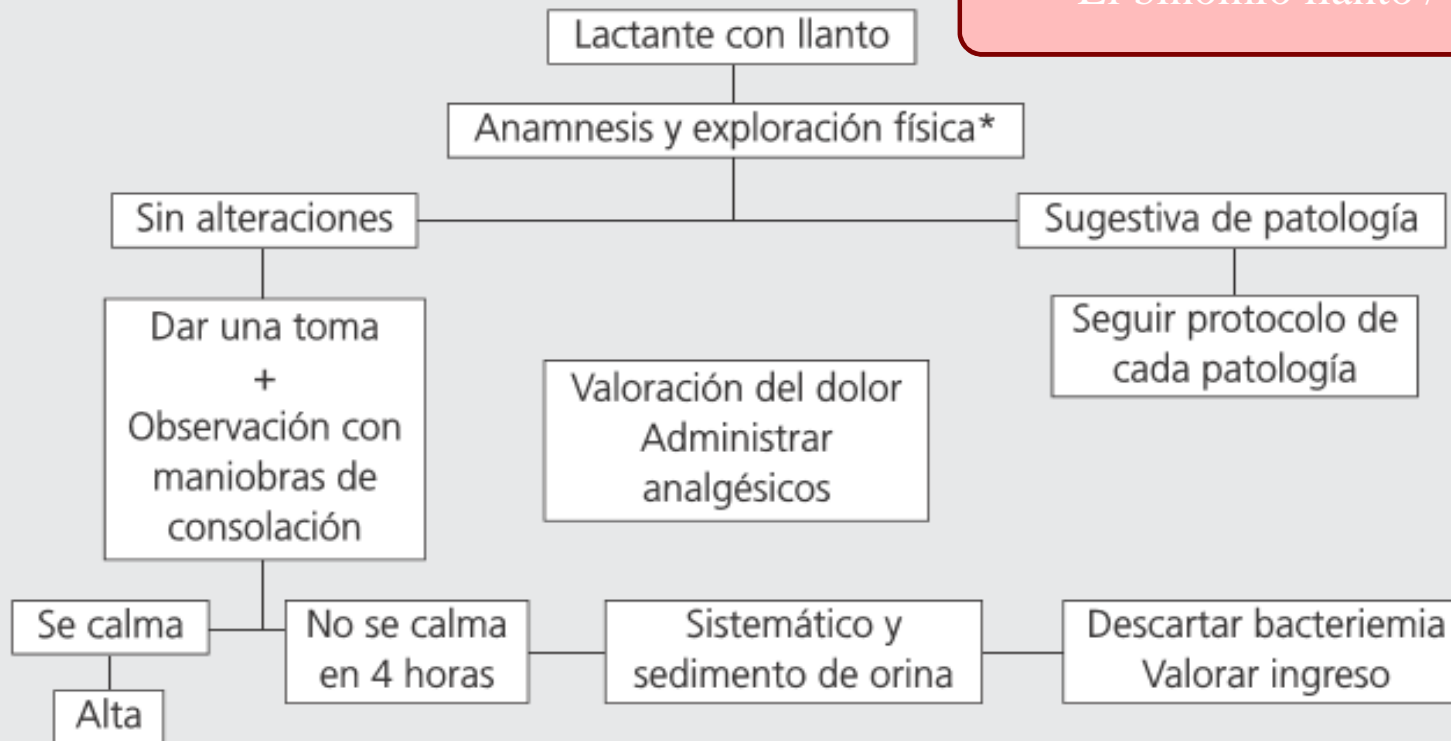 Lactante con llanto
Anamnesis y exploración física*
Sin alteraciones
Sugestiva de patología
Dar una toma
+
Observación con
maniobras de
consolación
Valoración del dolor
Administrar
analgésicos
Seguir protocolo de
cada patología
Se calma
No se calma
en 4 horas
Sistemático y
sedimento de orina
Descartar bacteriemia
Valorar ingreso
Alta